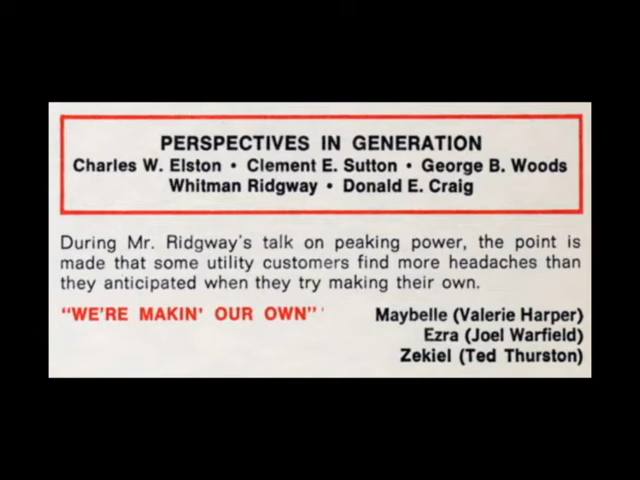 PERSPECTIVES IN GENERATION
Charles W. Elston • Clement E. Sutton • George B. Woods
Whitman Ridgway • Donald E. Craig
During Mr. Ridgway's talk on peaking power, the point is
made that some utility customers find more headaches than
they anticipated when they try making their own.
"WE'RE MAKIN' OUR OWN" Maybelle (Valerie Harper)
Ezra (Joel Warfield)
Zekiel (Ted Thurston)